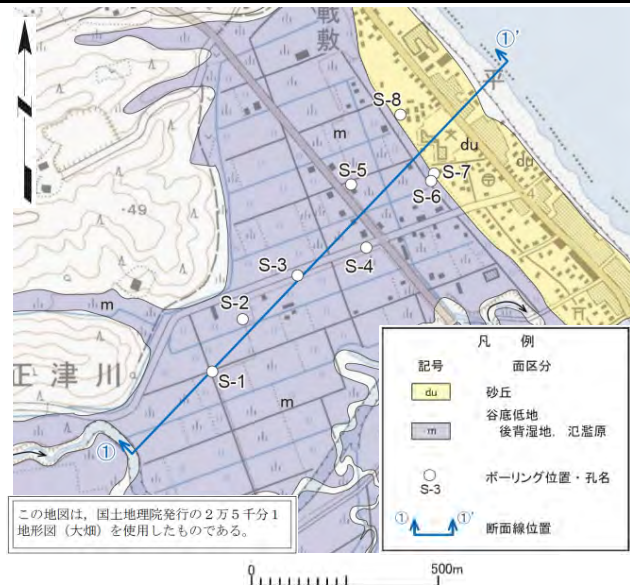 戦敷
①'
平
S-8
m
du
du
S-5
S-7
S-6
4
・49
S-3
S-4
m
S-2
正津川
S-1
m
①
凡 例
記号 面区分
du 砂丘
m 谷底低地
後背湿地，氾濫原
S-3 ボーリング位置・孔名
① ①' 断面線位置
この地図は，国土地理院発行の２万５千分１
地形図（大畑）を使用したものである。
0 500m